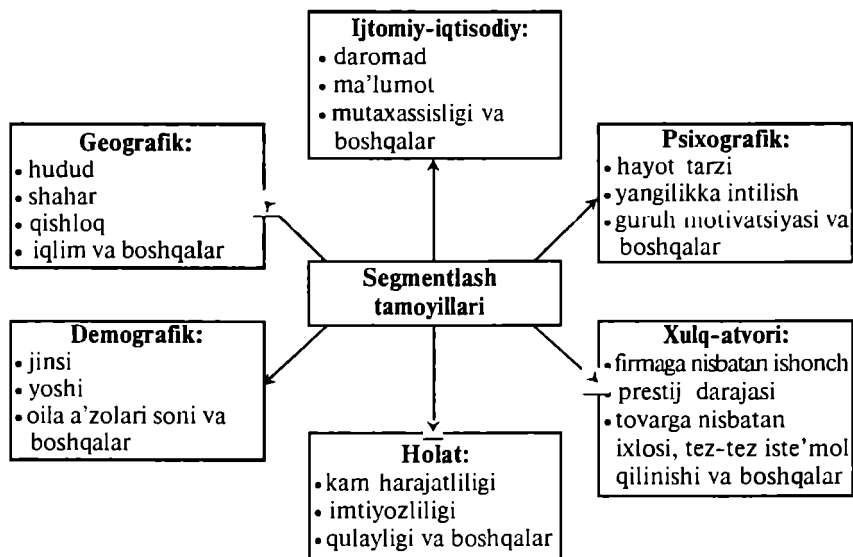 Ijtomiy-iqtisodiy:
• daromad
• ma’lumot
• mutaxassisligi va
boshqalar
Geografik:
• hudud
• shahar
• qishloq
• iqlim va boshqalar
Psixografik:
• hayot tarzi
• yangilikka intilish
• guruh motivatsiyasi va
boshqalar
Segmentlash
tamoyillari
Demografik:
• jinsi
• yoshi
• oila a’zolari soni va
boshqalar
Holat:
• kam harajatliligi
• imtiyozliligi
• qulayligi va boshqalar
Xulq-atvori:
• firmaga nisbatan ishonch
prestij darajasi
• tovarga nisbatan
ixlosi, tez-tez iste’mol
qilinishi va boshqalar